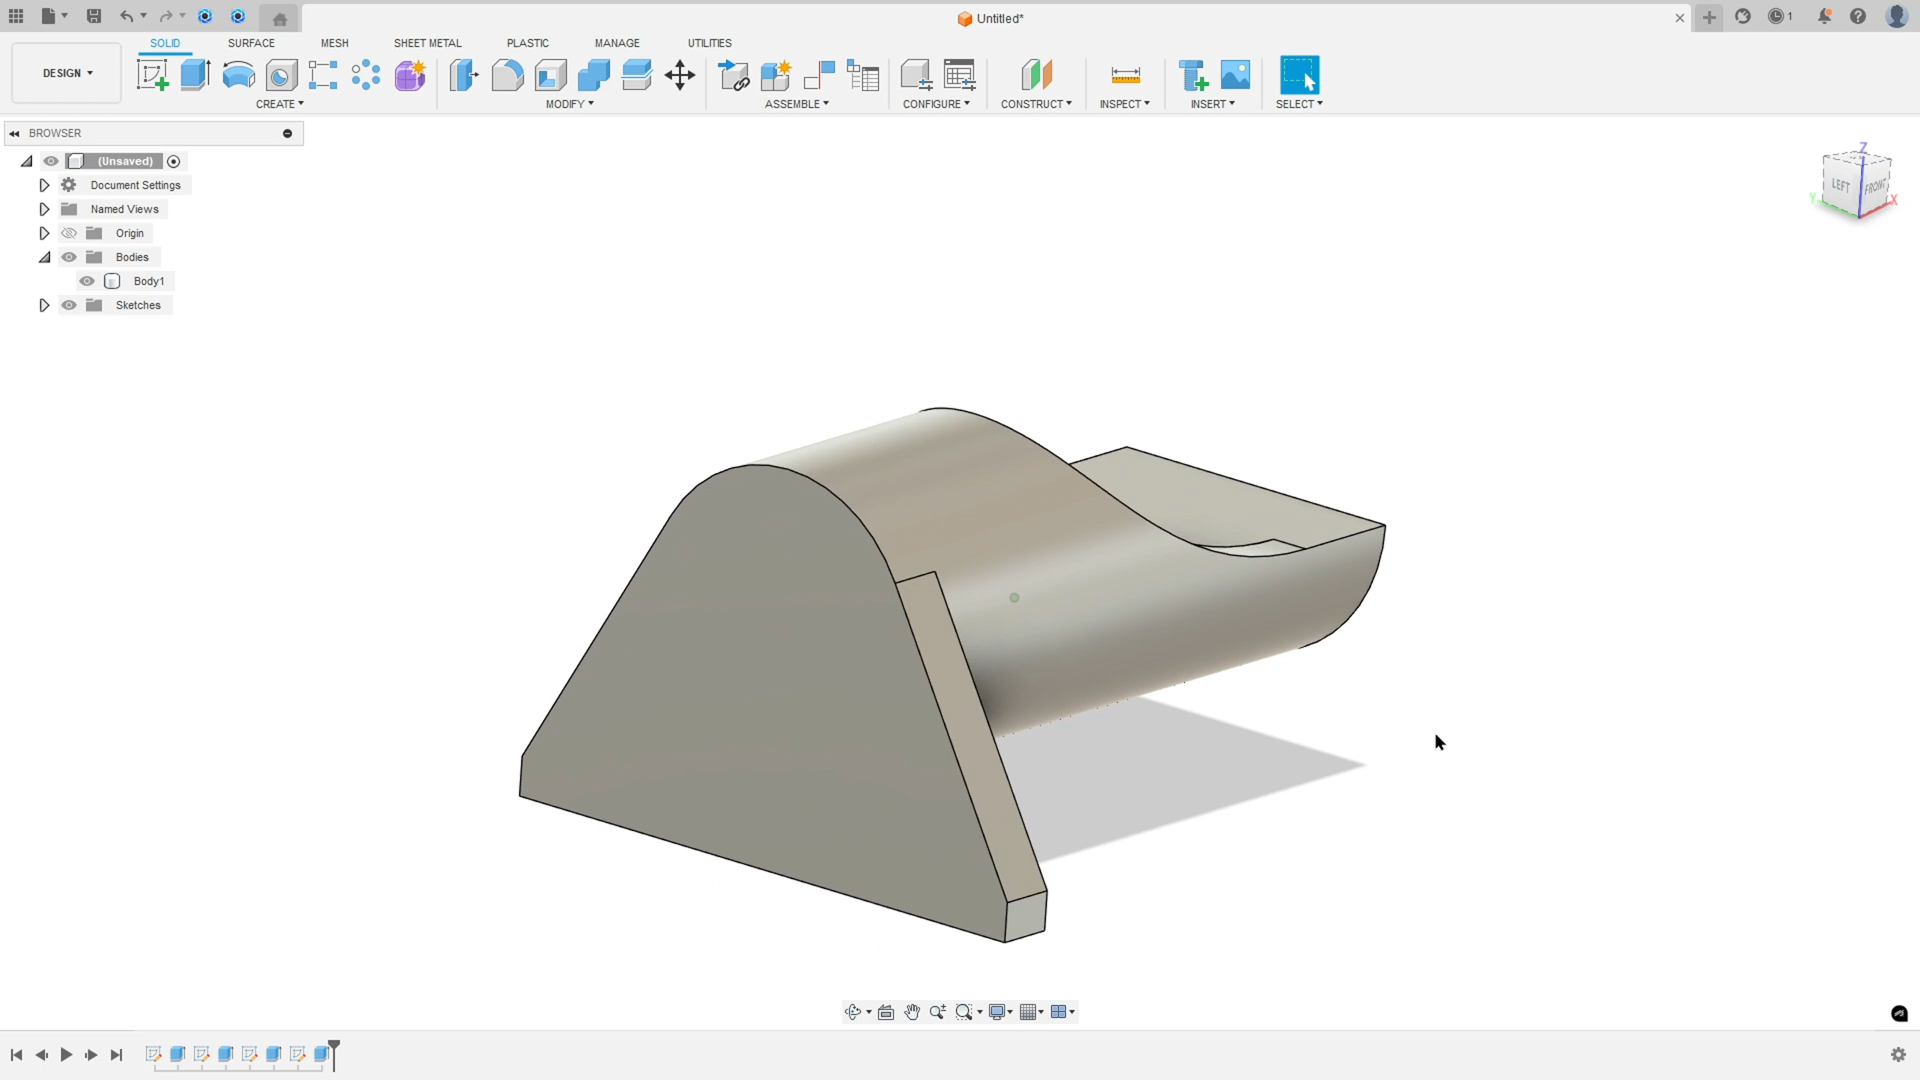 Untitled*
1
SOLID
SURFACE
MESH
SHEET METAL
PLASTIC
MANAGE
UTILITIES
DESIGN
CREATE
MODIFY
ASSEMBLE
CONFIGURE
CONSTRUCT
INSPECT
INSERT
SELECT
BROWSER
(Unsaved)
Document Settings
Named Views
Origin
Bodies
Body1
Sketches
Z
LEFT
FRONT
Y
X